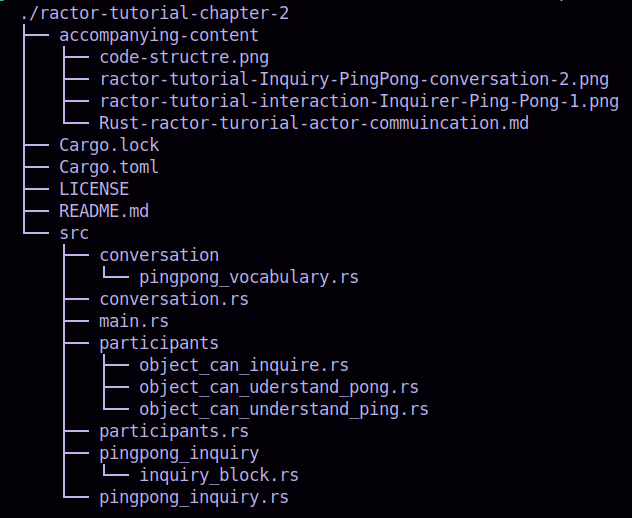 ./ractor-tutorial-chapter-2
├── accompanying-content
│   ├── code-structre.png
│   ├── ractor-tutorial-Inquiry-PingPong-conversation-2.png
│   ├── ractor-tutorial-interaction-Inquirer-Ping-Pong-1.png
│   └── Rust-ractor-turorial-actor-commuincation.md
├── Cargo.lock
├── Cargo.toml
├── LICENSE
├── README.md
└── src
    ├── conversation
    │   └── pingpong_vocabulary.rs
    ├── conversation.rs
    ├── main.rs
    ├── participants
    │   ├── object_can_inquire.rs
    │   ├── object_can_uderstand_pong.rs
    │   └── object_can_understand_ping.rs
    ├── participants.rs
    ├── pingpong_inquiry
    │   └── inquiry_block.rs
    └── pingpong_inquiry.rs